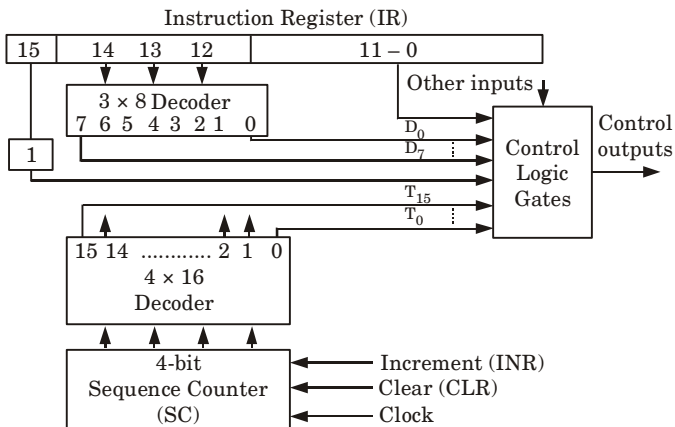 Instruction Register (IR)
15 14 13 12 11 – 0
Other inputs
3 × 8 Decoder
7 6 5 4 3 2 1 0
D0
D7
1
Control
Logic
Gates
Control
outputs
T15
T0
15 14 ............ 2 1 0
4 × 16
Decoder
4-bit
Sequence Counter
(SC)
Increment (INR)
Clear (CLR)
Clock